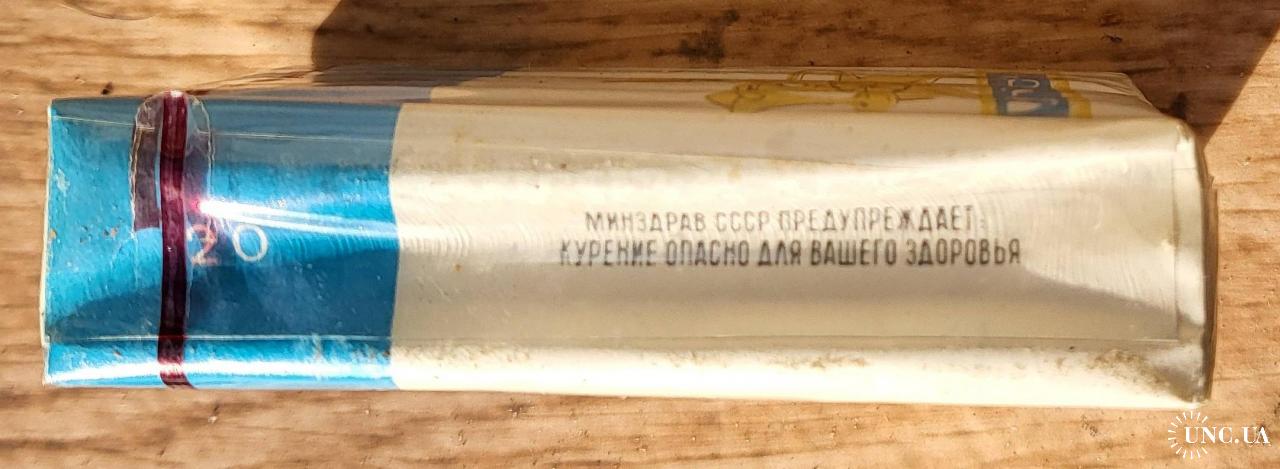 20
МИНЗДРАВ СССР ПРЕДУПРЕЖДАЕТ:
КУРЕНИЕ ОПАСНО ДЛЯ ВАШЕГО ЗДОРОВЬЯ
UNC.UA